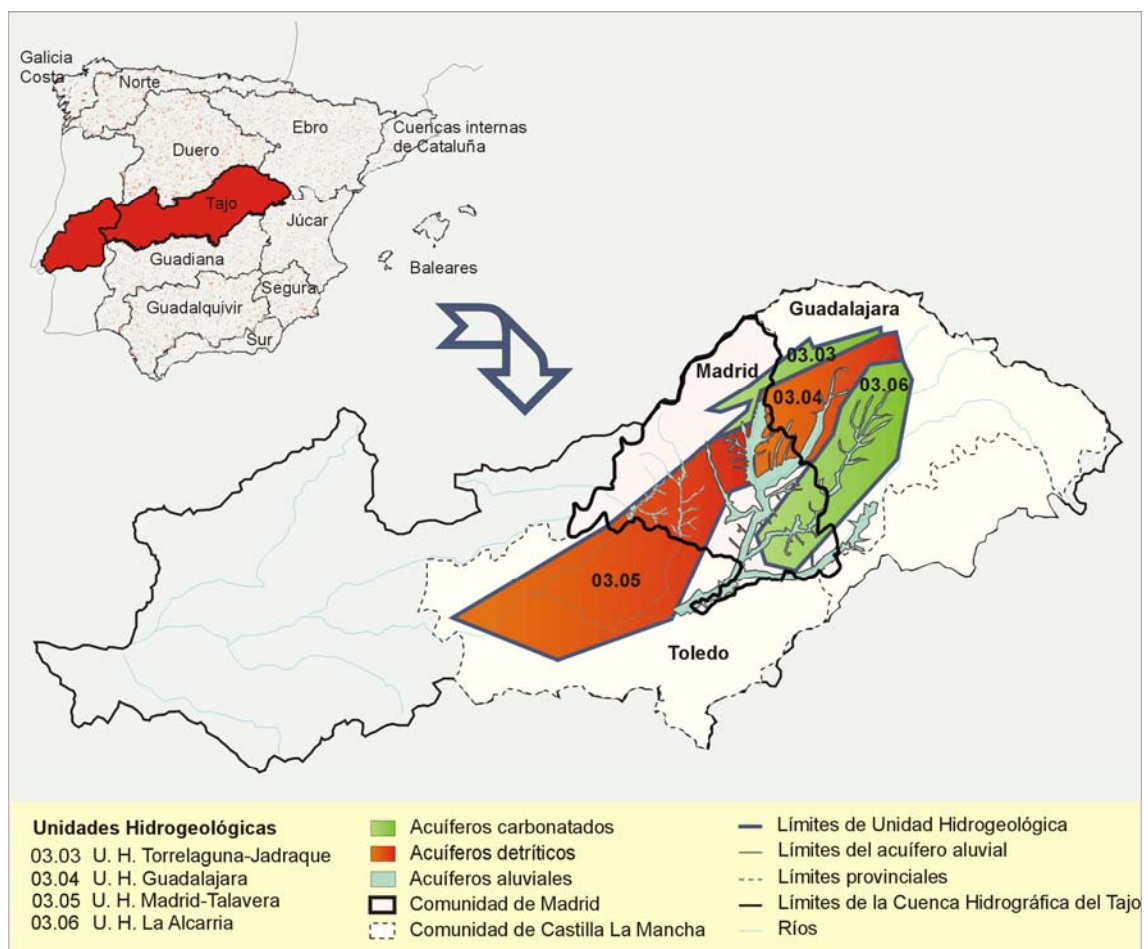 Galicia
Costa
Norte
Ebro
Cuencas internas
de Cataluña
Duero
Tajo
Júcar
Guadiana
Baleares
Segura
Guadalquivir
Sur
Guadalajara
03.03
Madrid
03.06
03.04
03.05
Toledo
Unidades Hidrogeológicas
03.03 U. H. Torrelaguna-Jadraque
03.04 U. H. Guadalajara
03.05 U. H. Madrid-Talavera
03.06 U. H. La Alcarria
Acuíferos carbonatados
Acuíferos detríticos
Acuíferos aluviales
Comunidad de Madrid
Comunidad de Castilla La Mancha
Límites de Unidad Hidrogeológica
Límites del acuífero aluvial
Límites provinciales
Límites de la Cuenca Hidrográfica del Tajo
Ríos